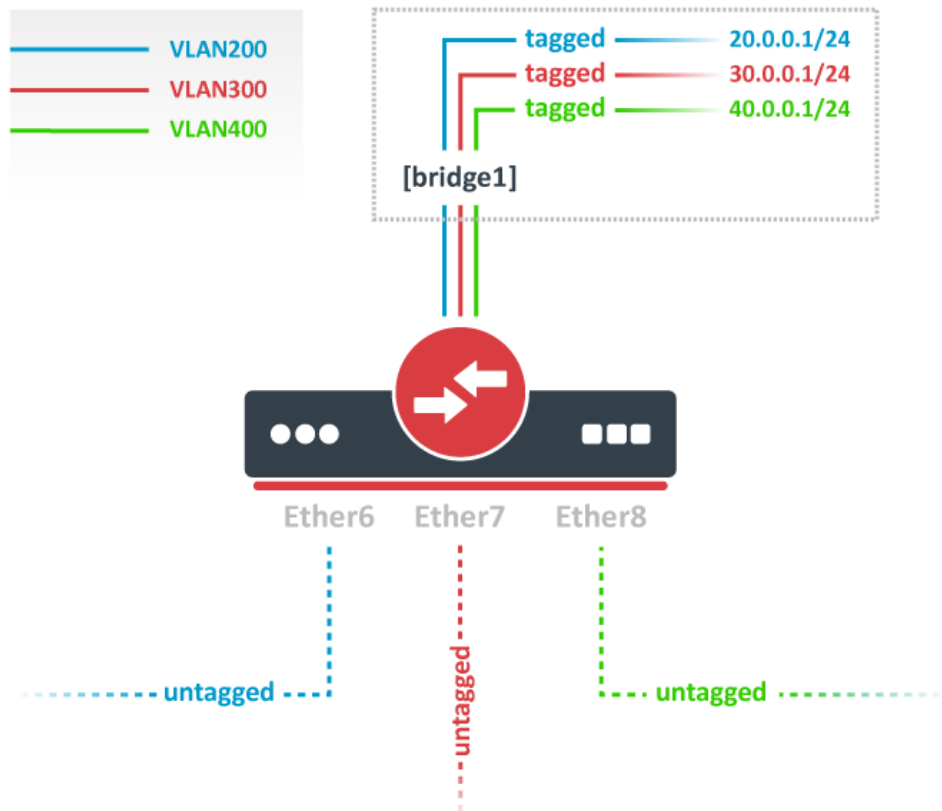 VLAN200
VLAN300
VLAN400
tagged 20.0.0.1/24
tagged 30.0.0.1/24
tagged 40.0.0.1/24
[bridge1]
Ether6 Ether7 Ether8
untagged
untagged
untagged